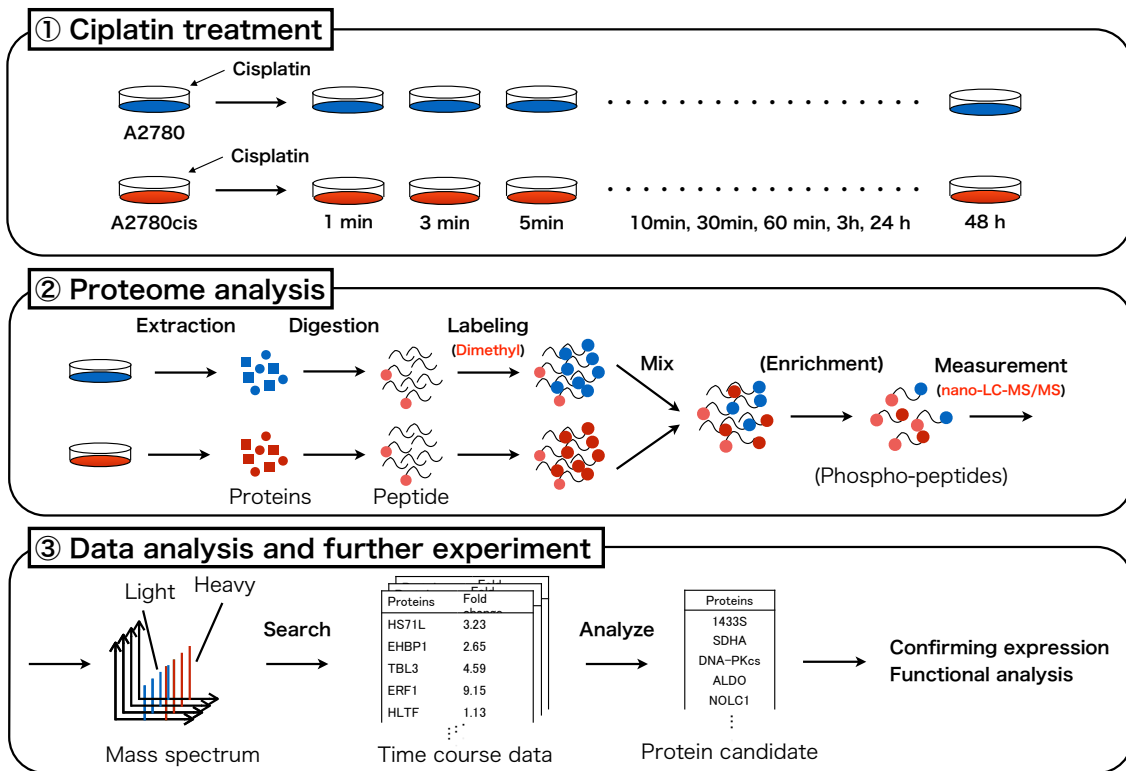 ① Ciplatin treatment
Cisplatin
A2780
Cisplatin
A2780cis
1 min
3 min
5min
10min, 30min, 60 min, 3h, 24 h
48 h
② Proteome analysis
Extraction
Digestion
Labeling
(Dimethyl)
Mix
(Enrichment)
Measurement
(nano-LC-MS/MS)
Proteins
Peptide
(Phospho-peptides)
③ Data analysis and further experiment
Light
Heavy
Mass spectrum
Search
Proteins Fold change
HS71L 3.23
EHBP1 2.65
TBL3 4.59
ERF1 9.15
HLTF 1.13
Time course data
Analyze
Proteins
1433S
SDHA
DNA-PKcs
ALDO
NOLC1
Protein candidate
Confirming expression
Functional analysis